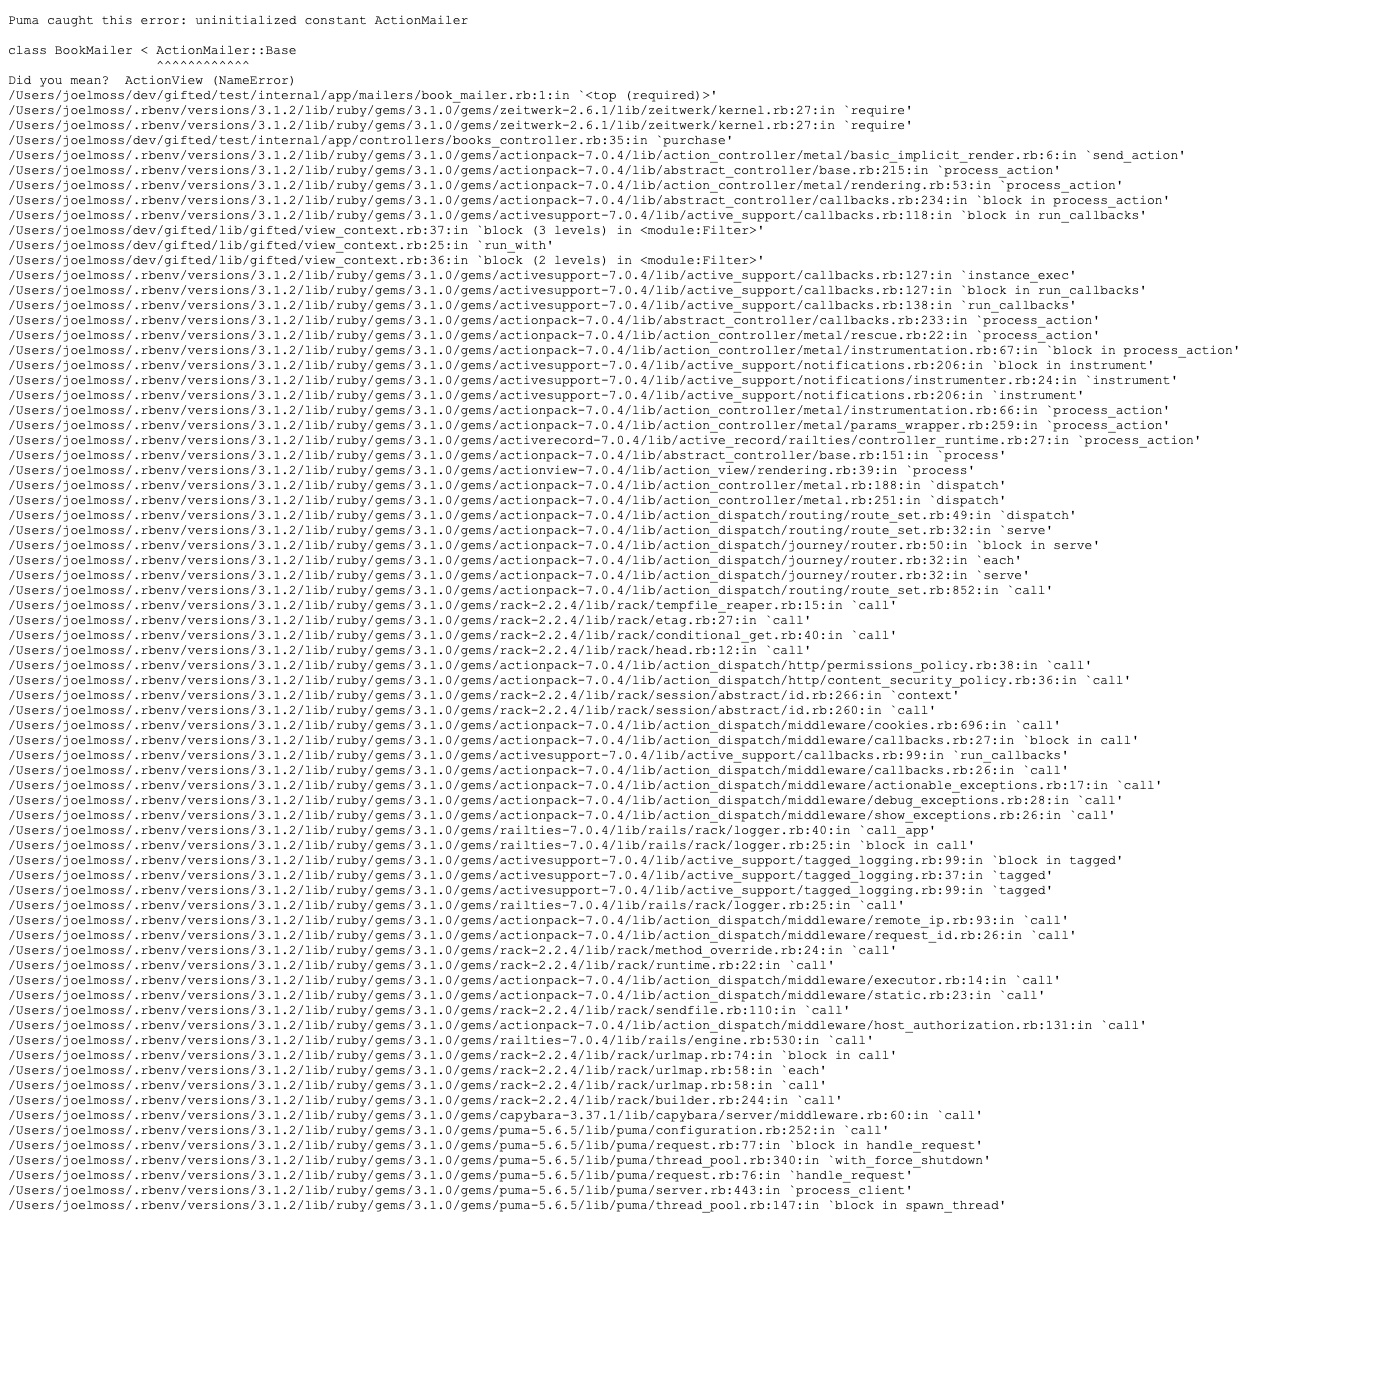 Puma caught this error: uninitialized constant ActionMailer
class BookMailer < ActionMailer::Base
^^^^^^^^^^^^
Did you mean?  ActionView (NameError)
/Users/joelmoss/dev/gifted/test/internal/app/mailers/book_mailer.rb:1:in `<top (required)>'
/Users/joelmoss/.rbenv/versions/3.1.2/lib/ruby/gems/3.1.0/gems/zeitwerk-2.6.1/lib/zeitwerk/kernel.rb:27:in `require'
/Users/joelmoss/.rbenv/versions/3.1.2/lib/ruby/gems/3.1.0/gems/zeitwerk-2.6.1/lib/zeitwerk/kernel.rb:27:in `require'
/Users/joelmoss/dev/gifted/test/internal/app/controllers/books_controller.rb:35:in `purchase'
/Users/joelmoss/.rbenv/versions/3.1.2/lib/ruby/gems/3.1.0/gems/actionpack-7.0.4/lib/action_controller/metal/basic_implicit_render.rb:6:in `send_action'
/Users/joelmoss/.rbenv/versions/3.1.2/lib/ruby/gems/3.1.0/gems/actionpack-7.0.4/lib/abstract_controller/base.rb:215:in `process_action'
/Users/joelmoss/.rbenv/versions/3.1.2/lib/ruby/gems/3.1.0/gems/actionpack-7.0.4/lib/action_controller/metal/rendering.rb:53:in `process_action'
/Users/joelmoss/.rbenv/versions/3.1.2/lib/ruby/gems/3.1.0/gems/actionpack-7.0.4/lib/abstract_controller/callbacks.rb:234:in `block in process_action'
/Users/joelmoss/.rbenv/versions/3.1.2/lib/ruby/gems/3.1.0/gems/activesupport-7.0.4/lib/active_support/callbacks.rb:118:in `block in run_callbacks'
/Users/joelmoss/dev/gifted/lib/gifted/view_context.rb:37:in `block (3 levels) in <module:Filter>'
/Users/joelmoss/dev/gifted/lib/gifted/view_context.rb:25:in `run_with'
/Users/joelmoss/dev/gifted/lib/gifted/view_context.rb:36:in `block (2 levels) in <module:Filter>'
/Users/joelmoss/.rbenv/versions/3.1.2/lib/ruby/gems/3.1.0/gems/activesupport-7.0.4/lib/active_support/callbacks.rb:127:in `instance_exec'
/Users/joelmoss/.rbenv/versions/3.1.2/lib/ruby/gems/3.1.0/gems/activesupport-7.0.4/lib/active_support/callbacks.rb:127:in `block in run_callbacks'
/Users/joelmoss/.rbenv/versions/3.1.2/lib/ruby/gems/3.1.0/gems/activesupport-7.0.4/lib/active_support/callbacks.rb:138:in `run_callbacks'
/Users/joelmoss/.rbenv/versions/3.1.2/lib/ruby/gems/3.1.0/gems/actionpack-7.0.4/lib/abstract_controller/callbacks.rb:233:in `process_action'
/Users/joelmoss/.rbenv/versions/3.1.2/lib/ruby/gems/3.1.0/gems/actionpack-7.0.4/lib/action_controller/metal/rescue.rb:22:in `process_action'
/Users/joelmoss/.rbenv/versions/3.1.2/lib/ruby/gems/3.1.0/gems/actionpack-7.0.4/lib/action_controller/metal/instrumentation.rb:67:in `block in process_action'
/Users/joelmoss/.rbenv/versions/3.1.2/lib/ruby/gems/3.1.0/gems/activesupport-7.0.4/lib/active_support/notifications.rb:206:in `block in instrument'
/Users/joelmoss/.rbenv/versions/3.1.2/lib/ruby/gems/3.1.0/gems/activesupport-7.0.4/lib/active_support/notifications/instrumenter.rb:24:in `instrument'
/Users/joelmoss/.rbenv/versions/3.1.2/lib/ruby/gems/3.1.0/gems/activesupport-7.0.4/lib/active_support/notifications.rb:206:in `instrument'
/Users/joelmoss/.rbenv/versions/3.1.2/lib/ruby/gems/3.1.0/gems/actionpack-7.0.4/lib/action_controller/metal/instrumentation.rb:66:in `process_action'
/Users/joelmoss/.rbenv/versions/3.1.2/lib/ruby/gems/3.1.0/gems/actionpack-7.0.4/lib/action_controller/metal/params_wrapper.rb:259:in `process_action'
/Users/joelmoss/.rbenv/versions/3.1.2/lib/ruby/gems/3.1.0/gems/activerecord-7.0.4/lib/active_record/railties/controller_runtime.rb:27:in `process_action'
/Users/joelmoss/.rbenv/versions/3.1.2/lib/ruby/gems/3.1.0/gems/actionpack-7.0.4/lib/abstract_controller/base.rb:151:in `process'
/Users/joelmoss/.rbenv/versions/3.1.2/lib/ruby/gems/3.1.0/gems/actionview-7.0.4/lib/action_view/rendering.rb:39:in `process'
/Users/joelmoss/.rbenv/versions/3.1.2/lib/ruby/gems/3.1.0/gems/actionpack-7.0.4/lib/action_controller/metal.rb:188:in `dispatch'
/Users/joelmoss/.rbenv/versions/3.1.2/lib/ruby/gems/3.1.0/gems/actionpack-7.0.4/lib/action_controller/metal.rb:251:in `dispatch'
/Users/joelmoss/.rbenv/versions/3.1.2/lib/ruby/gems/3.1.0/gems/actionpack-7.0.4/lib/action_dispatch/routing/route_set.rb:49:in `dispatch'
/Users/joelmoss/.rbenv/versions/3.1.2/lib/ruby/gems/3.1.0/gems/actionpack-7.0.4/lib/action_dispatch/routing/route_set.rb:32:in `serve'
/Users/joelmoss/.rbenv/versions/3.1.2/lib/ruby/gems/3.1.0/gems/actionpack-7.0.4/lib/action_dispatch/journey/router.rb:50:in `block in serve'
/Users/joelmoss/.rbenv/versions/3.1.2/lib/ruby/gems/3.1.0/gems/actionpack-7.0.4/lib/action_dispatch/journey/router.rb:32:in `each'
/Users/joelmoss/.rbenv/versions/3.1.2/lib/ruby/gems/3.1.0/gems/actionpack-7.0.4/lib/action_dispatch/journey/router.rb:32:in `serve'
/Users/joelmoss/.rbenv/versions/3.1.2/lib/ruby/gems/3.1.0/gems/actionpack-7.0.4/lib/action_dispatch/routing/route_set.rb:852:in `call'
/Users/joelmoss/.rbenv/versions/3.1.2/lib/ruby/gems/3.1.0/gems/rack-2.2.4/lib/rack/tempfile_reaper.rb:15:in `call'
/Users/joelmoss/.rbenv/versions/3.1.2/lib/ruby/gems/3.1.0/gems/rack-2.2.4/lib/rack/etag.rb:27:in `call'
/Users/joelmoss/.rbenv/versions/3.1.2/lib/ruby/gems/3.1.0/gems/rack-2.2.4/lib/rack/conditional_get.rb:40:in `call'
/Users/joelmoss/.rbenv/versions/3.1.2/lib/ruby/gems/3.1.0/gems/rack-2.2.4/lib/rack/head.rb:12:in `call'
/Users/joelmoss/.rbenv/versions/3.1.2/lib/ruby/gems/3.1.0/gems/actionpack-7.0.4/lib/action_dispatch/http/permissions_policy.rb:38:in `call'
/Users/joelmoss/.rbenv/versions/3.1.2/lib/ruby/gems/3.1.0/gems/actionpack-7.0.4/lib/action_dispatch/http/content_security_policy.rb:36:in `call'
/Users/joelmoss/.rbenv/versions/3.1.2/lib/ruby/gems/3.1.0/gems/rack-2.2.4/lib/rack/session/abstract/id.rb:266:in `context'
/Users/joelmoss/.rbenv/versions/3.1.2/lib/ruby/gems/3.1.0/gems/rack-2.2.4/lib/rack/session/abstract/id.rb:260:in `call'
/Users/joelmoss/.rbenv/versions/3.1.2/lib/ruby/gems/3.1.0/gems/actionpack-7.0.4/lib/action_dispatch/middleware/cookies.rb:696:in `call'
/Users/joelmoss/.rbenv/versions/3.1.2/lib/ruby/gems/3.1.0/gems/actionpack-7.0.4/lib/action_dispatch/middleware/callbacks.rb:27:in `block in call'
/Users/joelmoss/.rbenv/versions/3.1.2/lib/ruby/gems/3.1.0/gems/activesupport-7.0.4/lib/active_support/callbacks.rb:99:in `run_callbacks'
/Users/joelmoss/.rbenv/versions/3.1.2/lib/ruby/gems/3.1.0/gems/actionpack-7.0.4/lib/action_dispatch/middleware/callbacks.rb:26:in `call'
/Users/joelmoss/.rbenv/versions/3.1.2/lib/ruby/gems/3.1.0/gems/actionpack-7.0.4/lib/action_dispatch/middleware/actionable_exceptions.rb:17:in `call'
/Users/joelmoss/.rbenv/versions/3.1.2/lib/ruby/gems/3.1.0/gems/actionpack-7.0.4/lib/action_dispatch/middleware/debug_exceptions.rb:28:in `call'
/Users/joelmoss/.rbenv/versions/3.1.2/lib/ruby/gems/3.1.0/gems/actionpack-7.0.4/lib/action_dispatch/middleware/show_exceptions.rb:26:in `call'
/Users/joelmoss/.rbenv/versions/3.1.2/lib/ruby/gems/3.1.0/gems/railties-7.0.4/lib/rails/rack/logger.rb:40:in `call_app'
/Users/joelmoss/.rbenv/versions/3.1.2/lib/ruby/gems/3.1.0/gems/railties-7.0.4/lib/rails/rack/logger.rb:25:in `block in call'
/Users/joelmoss/.rbenv/versions/3.1.2/lib/ruby/gems/3.1.0/gems/activesupport-7.0.4/lib/active_support/tagged_logging.rb:99:in `block in tagged'
/Users/joelmoss/.rbenv/versions/3.1.2/lib/ruby/gems/3.1.0/gems/activesupport-7.0.4/lib/active_support/tagged_logging.rb:37:in `tagged'
/Users/joelmoss/.rbenv/versions/3.1.2/lib/ruby/gems/3.1.0/gems/activesupport-7.0.4/lib/active_support/tagged_logging.rb:99:in `tagged'
/Users/joelmoss/.rbenv/versions/3.1.2/lib/ruby/gems/3.1.0/gems/railties-7.0.4/lib/rails/rack/logger.rb:25:in `call'
/Users/joelmoss/.rbenv/versions/3.1.2/lib/ruby/gems/3.1.0/gems/actionpack-7.0.4/lib/action_dispatch/middleware/remote_ip.rb:93:in `call'
/Users/joelmoss/.rbenv/versions/3.1.2/lib/ruby/gems/3.1.0/gems/actionpack-7.0.4/lib/action_dispatch/middleware/request_id.rb:26:in `call'
/Users/joelmoss/.rbenv/versions/3.1.2/lib/ruby/gems/3.1.0/gems/rack-2.2.4/lib/rack/method_override.rb:24:in `call'
/Users/joelmoss/.rbenv/versions/3.1.2/lib/ruby/gems/3.1.0/gems/rack-2.2.4/lib/rack/runtime.rb:22:in `call'
/Users/joelmoss/.rbenv/versions/3.1.2/lib/ruby/gems/3.1.0/gems/actionpack-7.0.4/lib/action_dispatch/middleware/executor.rb:14:in `call'
/Users/joelmoss/.rbenv/versions/3.1.2/lib/ruby/gems/3.1.0/gems/actionpack-7.0.4/lib/action_dispatch/middleware/static.rb:23:in `call'
/Users/joelmoss/.rbenv/versions/3.1.2/lib/ruby/gems/3.1.0/gems/rack-2.2.4/lib/rack/sendfile.rb:110:in `call'
/Users/joelmoss/.rbenv/versions/3.1.2/lib/ruby/gems/3.1.0/gems/actionpack-7.0.4/lib/action_dispatch/middleware/host_authorization.rb:131:in `call'
/Users/joelmoss/.rbenv/versions/3.1.2/lib/ruby/gems/3.1.0/gems/railties-7.0.4/lib/rails/engine.rb:530:in `call'
/Users/joelmoss/.rbenv/versions/3.1.2/lib/ruby/gems/3.1.0/gems/rack-2.2.4/lib/rack/urlmap.rb:74:in `block in call'
/Users/joelmoss/.rbenv/versions/3.1.2/lib/ruby/gems/3.1.0/gems/rack-2.2.4/lib/rack/urlmap.rb:58:in `each'
/Users/joelmoss/.rbenv/versions/3.1.2/lib/ruby/gems/3.1.0/gems/rack-2.2.4/lib/rack/urlmap.rb:58:in `call'
/Users/joelmoss/.rbenv/versions/3.1.2/lib/ruby/gems/3.1.0/gems/rack-2.2.4/lib/rack/builder.rb:244:in `call'
/Users/joelmoss/.rbenv/versions/3.1.2/lib/ruby/gems/3.1.0/gems/capybara-3.37.1/lib/capybara/server/middleware.rb:60:in `call'
/Users/joelmoss/.rbenv/versions/3.1.2/lib/ruby/gems/3.1.0/gems/puma-5.6.5/lib/puma/configuration.rb:252:in `call'
/Users/joelmoss/.rbenv/versions/3.1.2/lib/ruby/gems/3.1.0/gems/puma-5.6.5/lib/puma/request.rb:77:in `block in handle_request'
/Users/joelmoss/.rbenv/versions/3.1.2/lib/ruby/gems/3.1.0/gems/puma-5.6.5/lib/puma/thread_pool.rb:340:in `with_force_shutdown'
/Users/joelmoss/.rbenv/versions/3.1.2/lib/ruby/gems/3.1.0/gems/puma-5.6.5/lib/puma/request.rb:76:in `handle_request'
/Users/joelmoss/.rbenv/versions/3.1.2/lib/ruby/gems/3.1.0/gems/puma-5.6.5/lib/puma/server.rb:443:in `process_client'
/Users/joelmoss/.rbenv/versions/3.1.2/lib/ruby/gems/3.1.0/gems/puma-5.6.5/lib/puma/thread_pool.rb:147:in `block in spawn_thread'